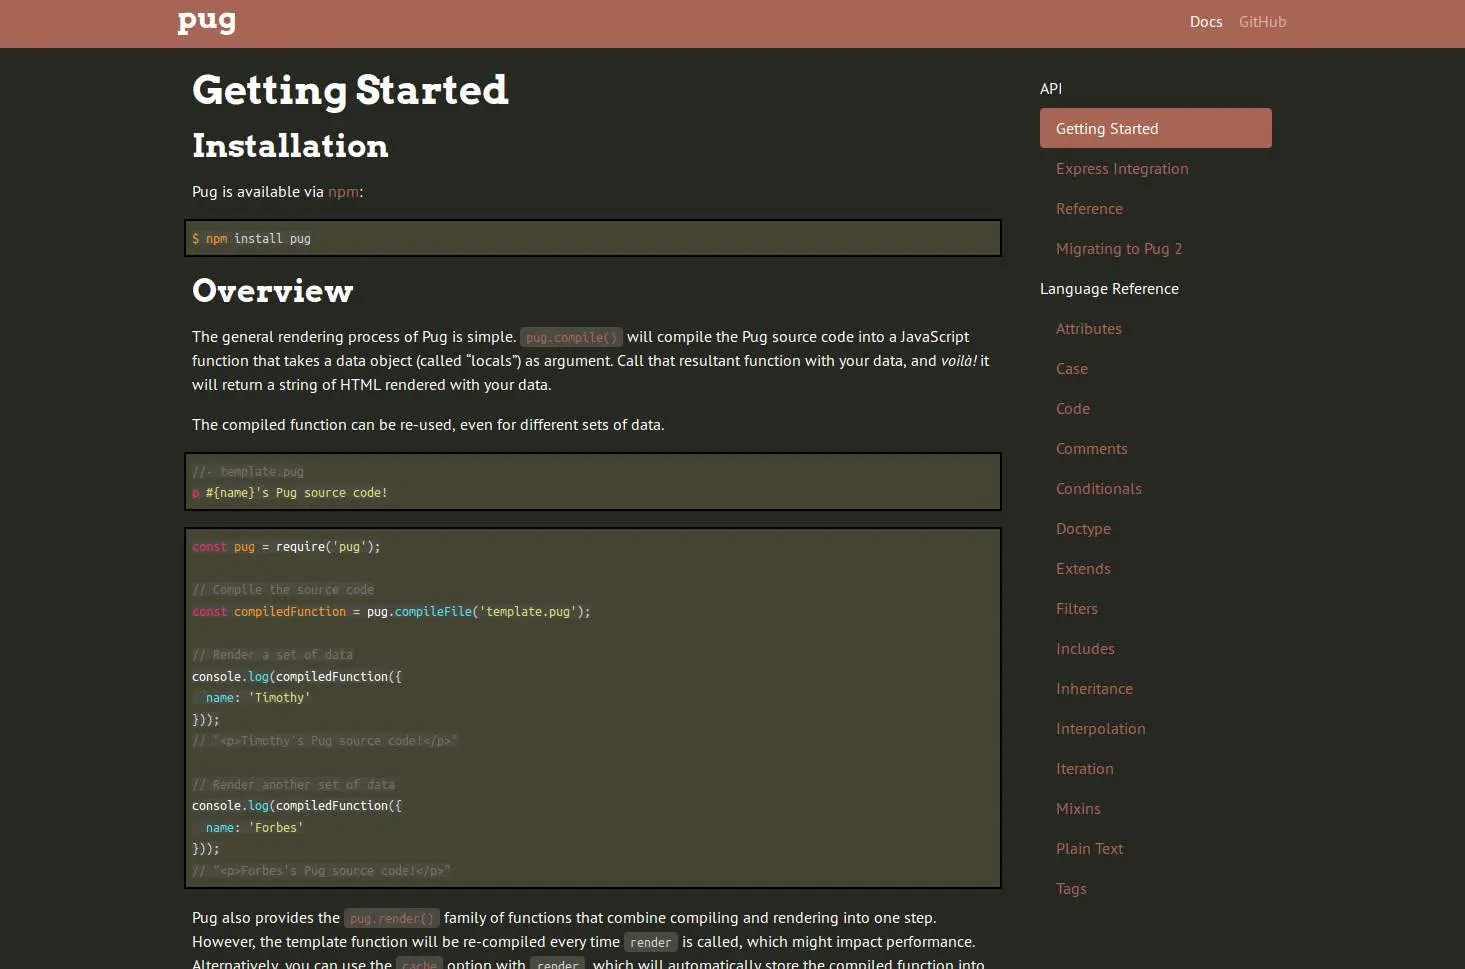 pug
Docs
GitHub
Getting Started
Installation
Pug is available via npm:
$ npm install pug
Overview
The general rendering process of Pug is simple. pug.compile() will compile the Pug source code into a JavaScript
function that takes a data object (called “locals”) as argument. Call that resultant function with your data, and voilà! it
will return a string of HTML rendered with your data.
The compiled function can be re-used, even for different sets of data.
//- template.pug
p #{name}'s Pug source code!
const pug = require('pug');
// Compile the source code
const compiledFunction = pug.compileFile('template.pug');
// Render a set of data
console.log(compiledFunction({
  name: 'Timothy'
}));
// "<p>Timothy's Pug source code!</p>"
// Render another set of data
console.log(compiledFunction({
  name: 'Forbes'
}));
// "<p>Forbes's Pug source code!</p>"
Pug also provides the pug.render() family of functions that combine compiling and rendering into one step.
However, the template function will be re-compiled every time render is called, which might impact performance.
Alternatively, you can use the cache option with render, which will automatically store the compiled function into
API
Getting Started
Express Integration
Reference
Migrating to Pug 2
Language Reference
Attributes
Case
Code
Comments
Conditionals
Doctype
Extends
Filters
Includes
Inheritance
Interpolation
Iteration
Mixins
Plain Text
Tags